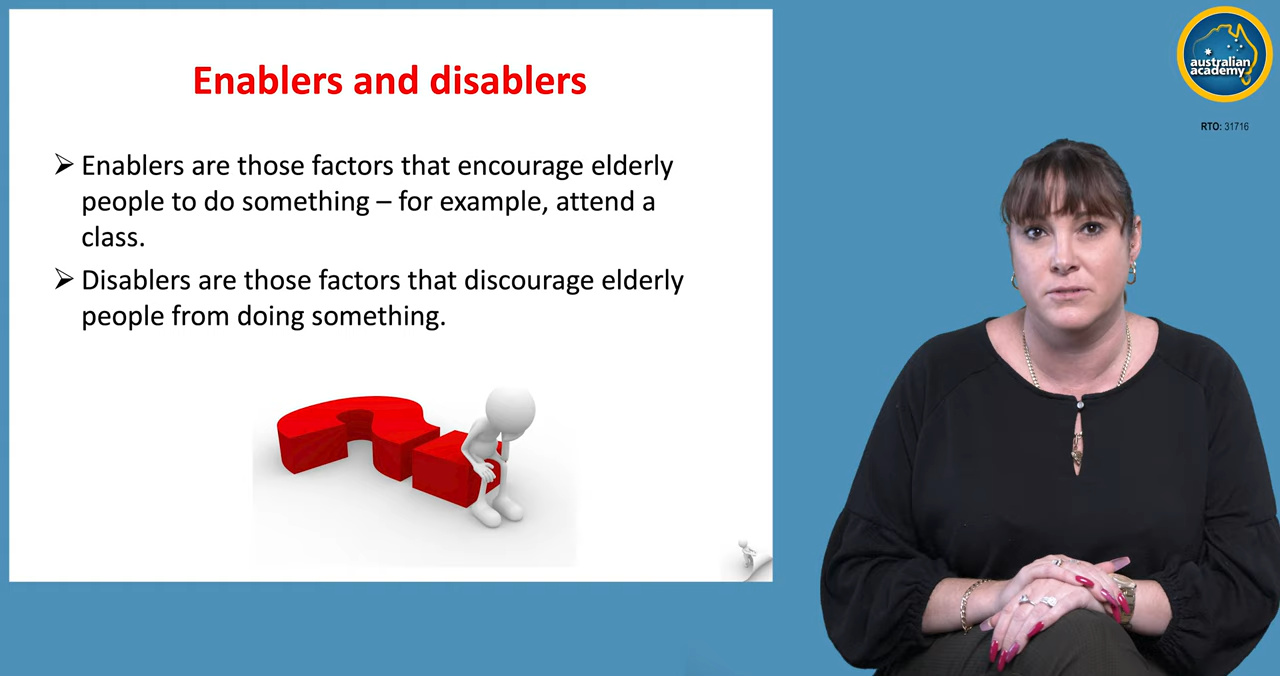 Enablers and disablers
➢ Enablers are those factors that encourage elderly
people to do something – for example, attend a
class.
➢ Disablers are those factors that discourage elderly
people from doing something.
australian
academy
RTO: 31716